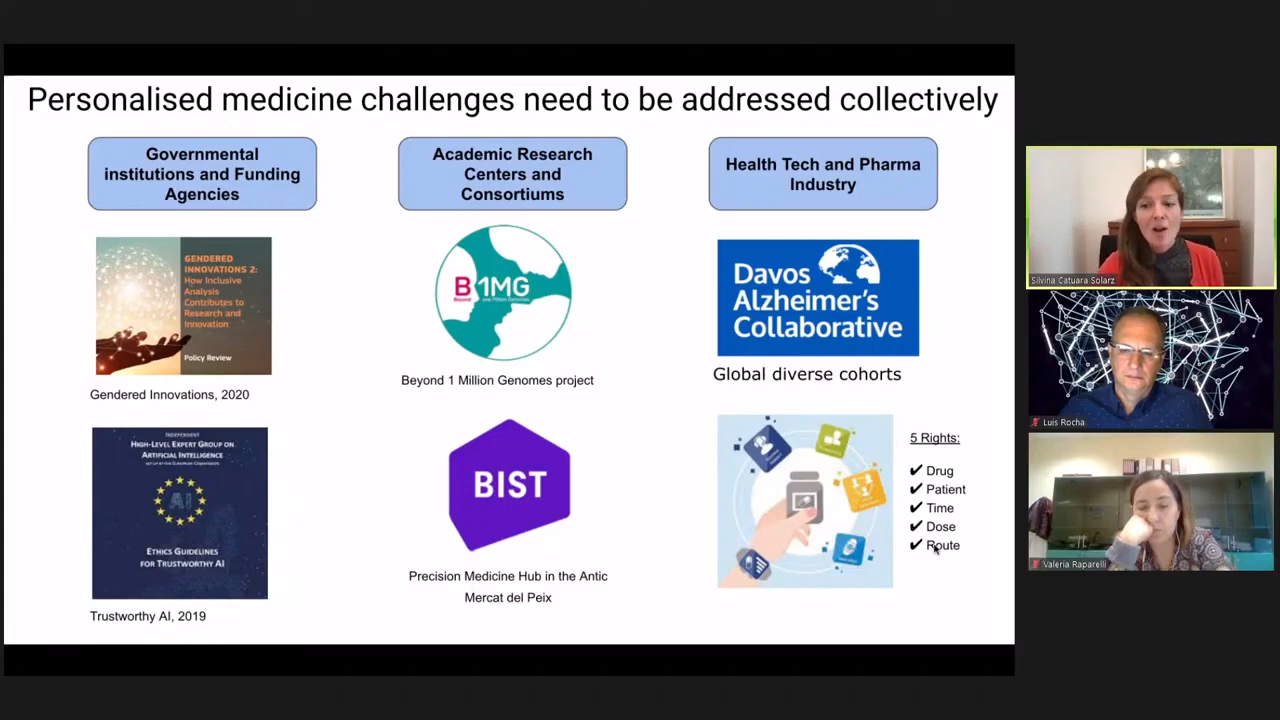 Personalised medicine challenges need to be addressed collectively
Governmental
institutions and Funding
Agencies
GENDERED
INNOVATIONS 2:
How Inclusive
Analysis
Contributes to
Research and
Innovation
Policy Review
Gendered Innovations, 2020
INDEPENDENT
HIGH-LEVEL EXPERT GROUP ON
ARTIFICIAL INTELLIGENCE
SET UP BY THE EUROPEAN COMMISSION
AI
ETHICS GUIDELINES
FOR TRUSTWORTHY AI
Trustworthy AI, 2019
Academic Research
Centers and
Consortiums
B1MG
Beyond
Beyond 1 Million Genomes project
BIST
Precision Medicine Hub in the Antic
Mercat del Peix
Health Tech and Pharma
Industry
Davos
Alzheimer's
Collaborative
Global diverse cohorts
5 Rights:
✔ Drug
✔ Patient
✔ Time
✔ Dose
✔ Route
Silvina Catuara Solarz
Luis Rocha
Valeria Raparelli